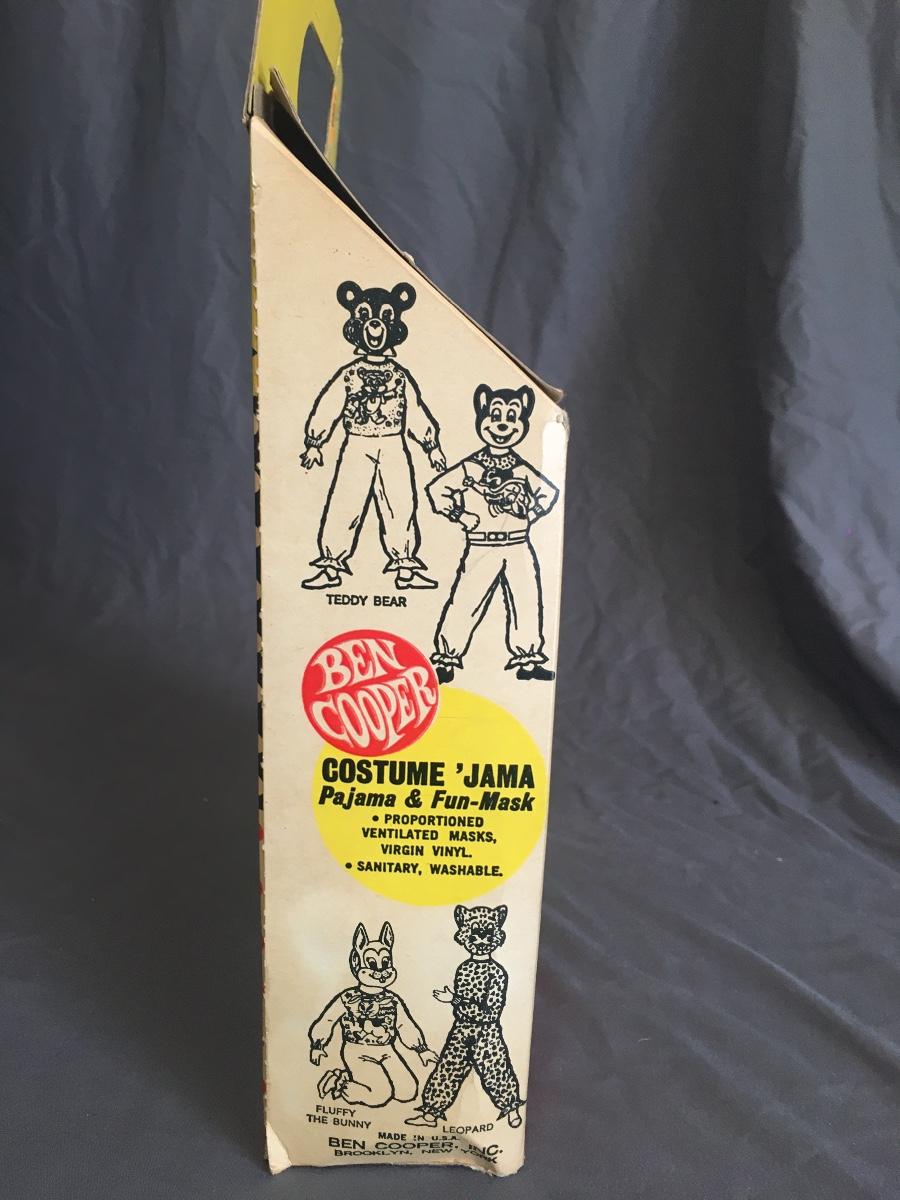 TEDDY BEAR
BEN
COOPER
COSTUME 'JAMA
Pajama & Fun-Mask
• PROPORTIONED
VENTILATED MASKS,
VIRGIN VINYL.
• SANITARY, WASHABLE.
FLUFFY
THE BUNNY
LEOPARD
MADE IN U.S.A.
BEN COOPER, INC.
BROOKLYN, NEW YORK